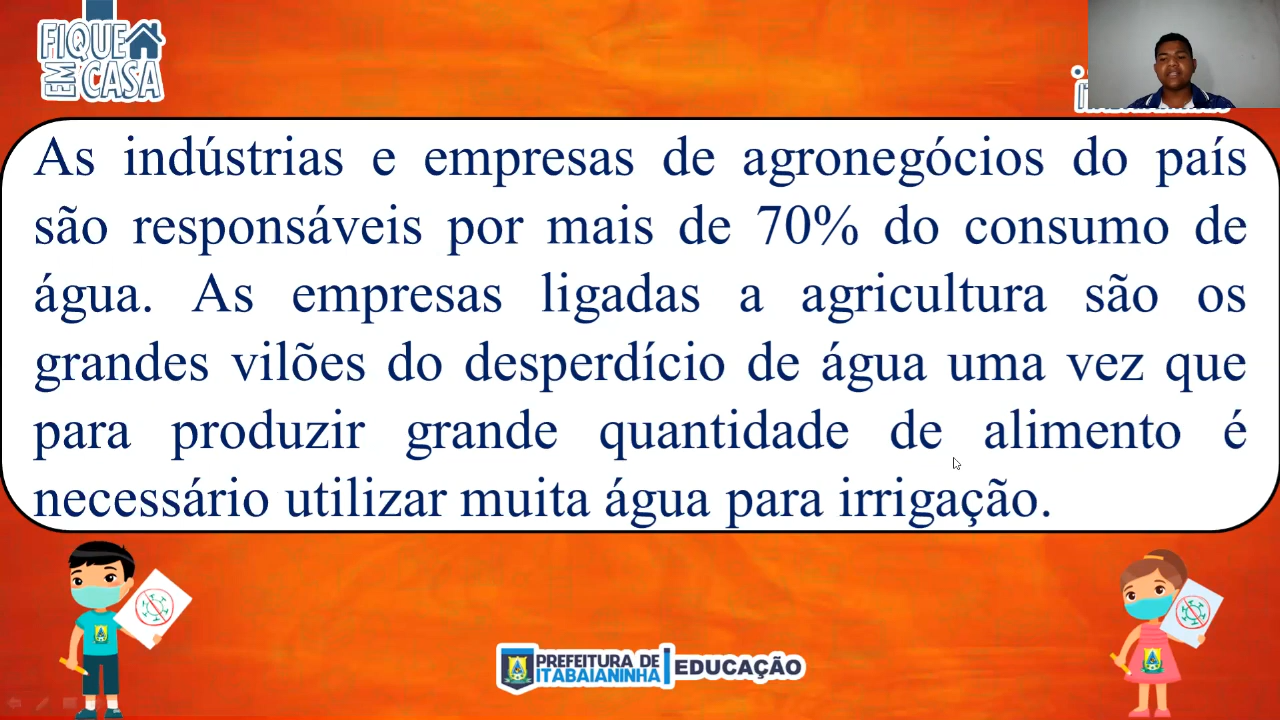 FIQUE
EM CASA
As indústrias e empresas de agronegócios do país
são responsáveis por mais de 70% do consumo de
água. As empresas ligadas a agricultura são os
grandes vilões do desperdício de água uma vez que
para produzir grande quantidade de alimento é
necessário utilizar muita água para irrigação.
PREFEITURA DE
ITABAIANINHA
EDUCAÇÃO